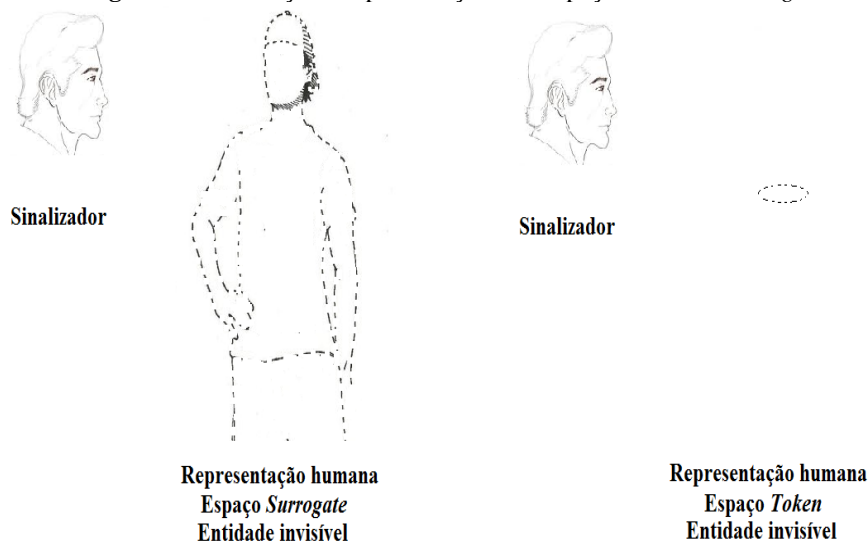 Sinalizador
Sinalizador
Representação humana
Espaço Surrogate
Entidade invisível
Representação humana
Espaço Token
Entidade invisível